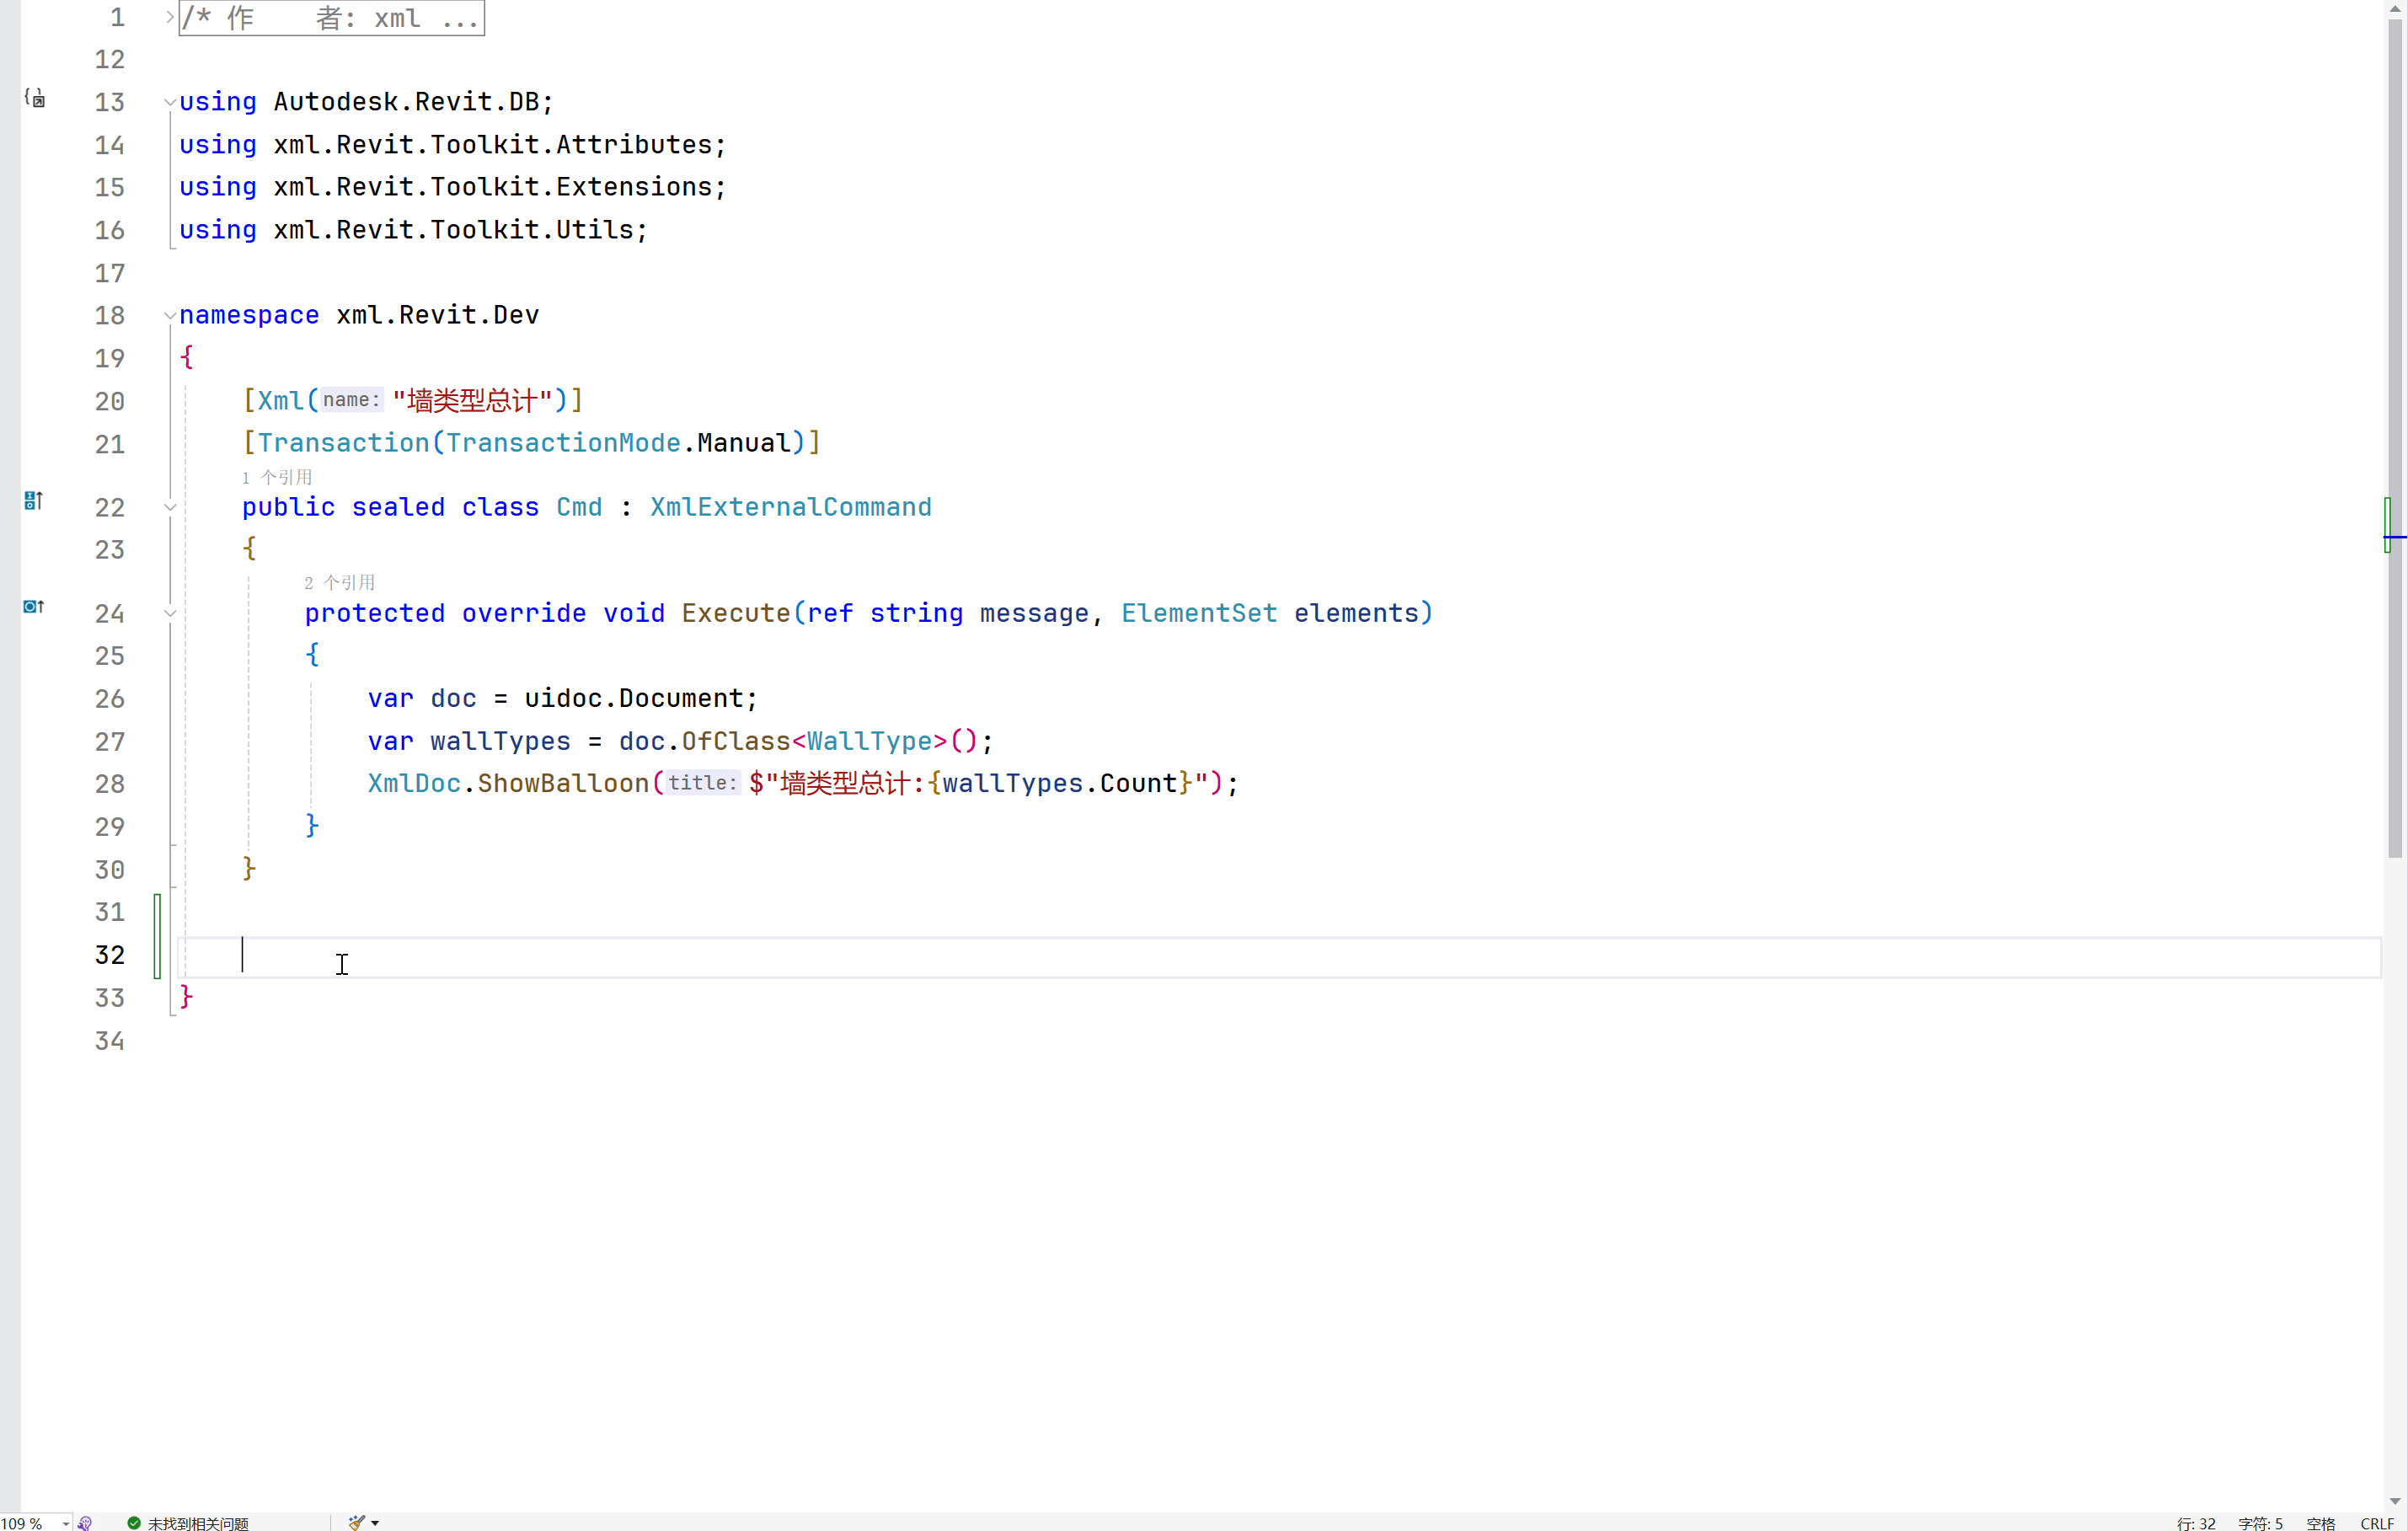 1 /* 作    者: xml ...
12
13 using Autodesk.Revit.DB;
14 using xml.Revit.Toolkit.Attributes;
15 using xml.Revit.Toolkit.Extensions;
16 using xml.Revit.Toolkit.Utils;
17
18 namespace xml.Revit.Dev
19 {
20     [Xml(name: "墙类型总计")]
21     [Transaction(TransactionMode.Manual)]
1 个引用
22     public sealed class Cmd : XmlExternalCommand
23     {
2 个引用
24         protected override void Execute(ref string message, ElementSet elements)
25         {
26             var doc = uidoc.Document;
27             var wallTypes = doc.OfClass<WallType>();
28             XmlDoc.ShowBalloon(title: $"墙类型总计:{wallTypes.Count}");
29         }
30     }
31
32
33 }
34
109 % 未找到相关问题 行: 32 字符: 5 空格 CRLF